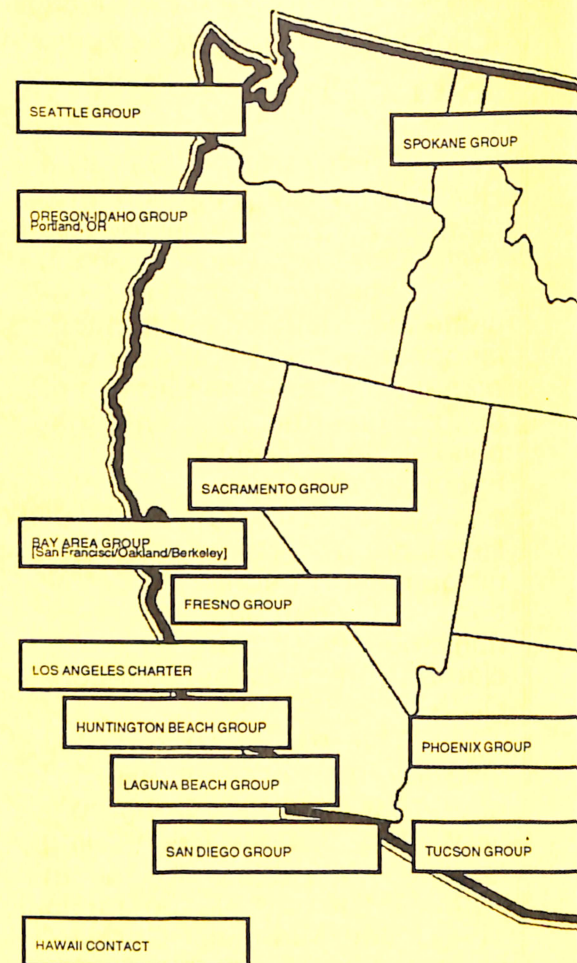 SEATTLE GROUP
SPOKANE GROUP
OREGON-IDAHO GROUP
Portland, OR
SACRAMENTO GROUP
BAY AREA GROUP
[San Francisci/Oakland/Berkeley]
FRESNO GROUP
LOS ANGELES CHARTER
HUNTINGTON BEACH GROUP
PHOENIX GROUP
LAGUNA BEACH GROUP
SAN DIEGO GROUP
TUCSON GROUP
HAWAII CONTACT